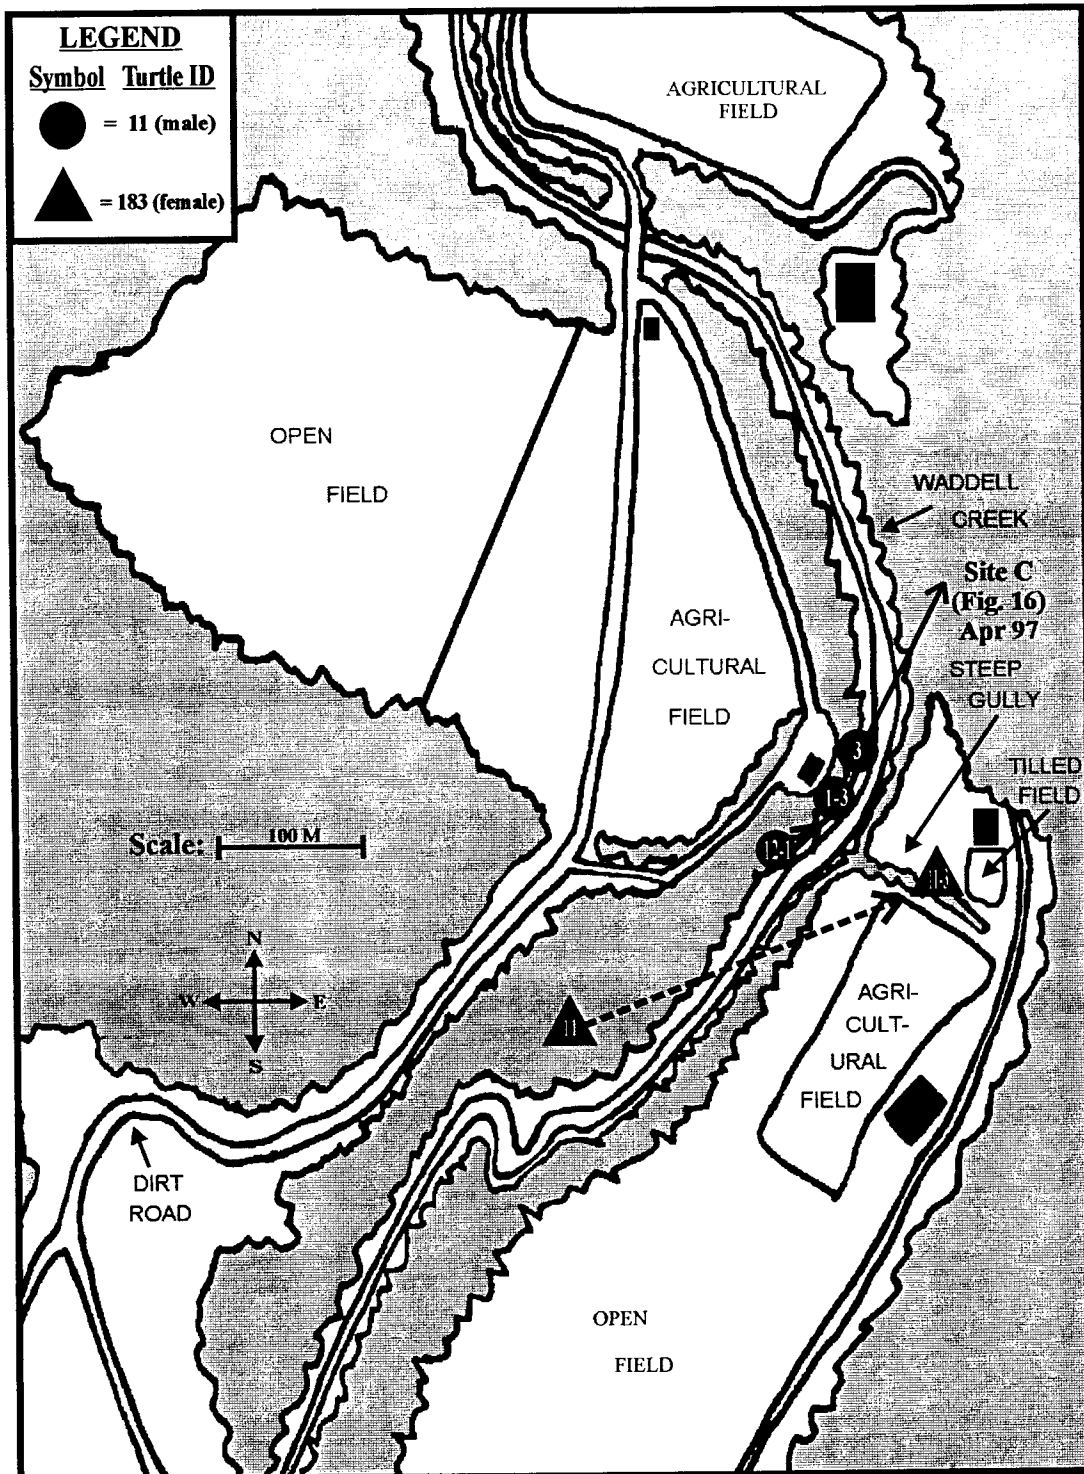 LEGEND
Symbol Turtle ID
= 11 (male)
= 183 (female)
AGRICULTURAL
FIELD
OPEN
FIELD
WADDELL
CREEK
Site C
(Fig. 16)
Apr 97
STEEP
GULLY
AGRI-
CULTURAL
FIELD
TILLED
FIELD
3
1-3
12-1
Scale: 100 M
N
W E
S
11
AGRI-
CULT-
URAL
FIELD
DIRT
ROAD
OPEN
FIELD